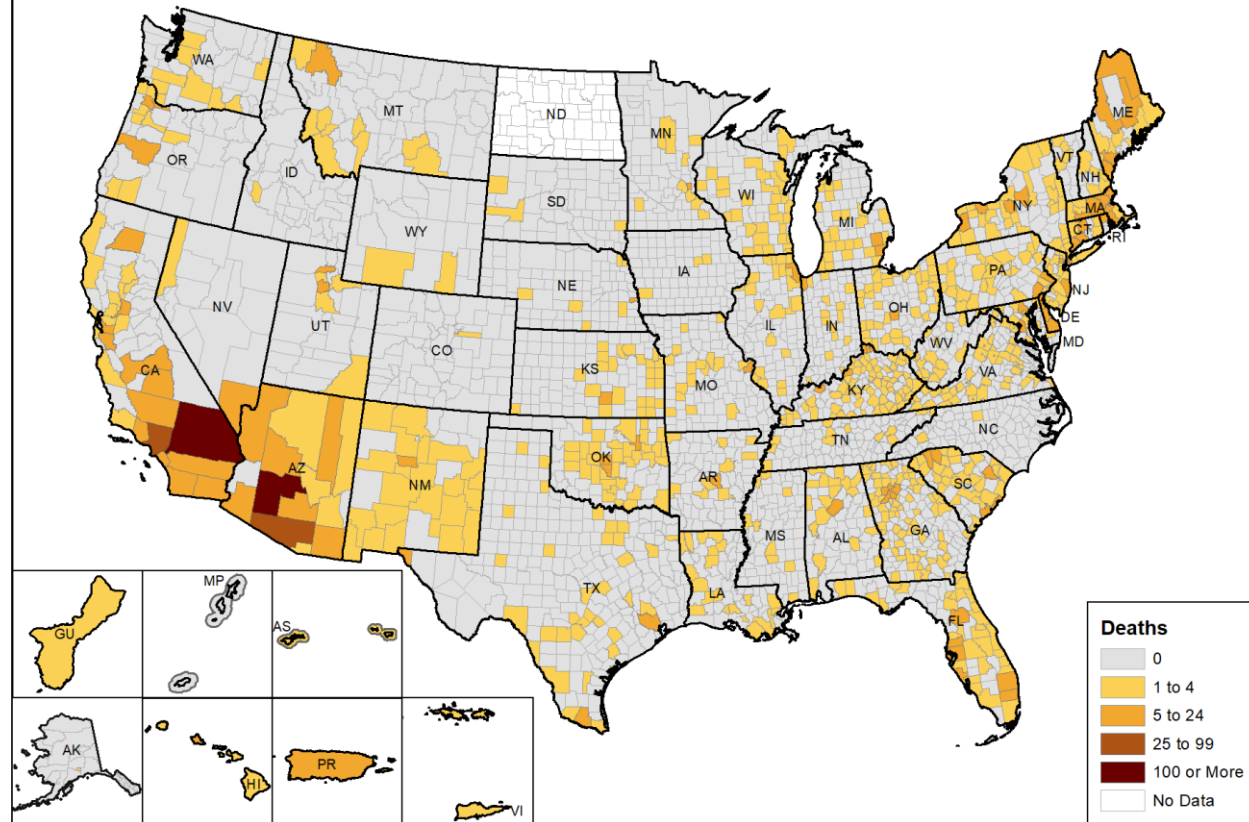 WA
MT
ND
MN
ME
OR
ID
SD
WI
MI
VT
NH
NY
MA
CT
RI
WY
NE
IA
PA
NJ
NV
UT
CO
IL
IN
OH
DE
MD
WV
VA
CA
KS
MO
KY
AZ
NM
OK
AR
TN
NC
SC
MS
AL
GA
TX
LA
FL
GU
MP
AS
AK
HI
PR
VI
Deaths
0
1 to 4
5 to 24
25 to 99
100 or More
No Data